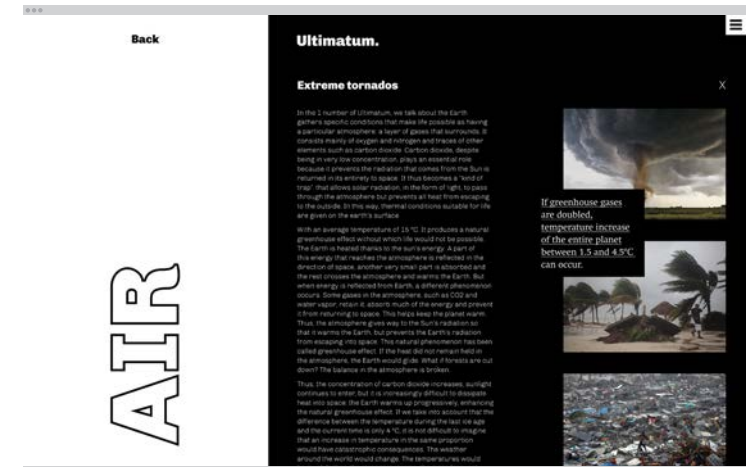 Back
Ultimatum.
Extreme tornados
X
In the 1 number of Ultimatum, we talk about the Earth
gathers specific conditions that make life possible as having
a particular atmosphere: a layer of gases that surrounds. It
consists mainly of oxygen and nitrogen and traces of other
elements such as carbon dioxide. Carbon dioxide, despite
being in very low concentration, plays an essential role
because it prevents the radiation that comes from the Sun is
returned in its entirety to space. It thus becomes a "kind of
trap" that allows solar radiation, in the form of light, to pass
through the atmosphere but prevents all heat from escaping
to the outside. In this way, thermal conditions suitable for life
are given on the earth's surface
With an average temperature of 15 °C. It produces a natural
greenhouse effect without which life would not be possible.
The Earth is heated thanks to the sun's energy. A part of
this energy that reaches the atmosphere is reflected in the
direction of space, another very small part is absorbed and
the rest crosses the atmosphere and warms the Earth. But
when energy is reflected from Earth, a different phenomenon
occurs. Some gases in the atmosphere, such as CO2 and
water vapor, retain it, absorb much of the energy and prevent
it from returning to space. This helps keep the planet warm.
Thus, the atmosphere gives way to the Sun's radiation so
that it warms the Earth, but prevents the Earth's radiation
from escaping into space. This natural phenomenon has been
called greenhouse effect. If the heat did not remain held in
the atmosphere, the Earth would glide. What if forests are cut
down? The balance in the atmosphere is broken.
Thus, the concentration of carbon dioxide increases, sunlight
continues to enter, but it is increasingly difficult to dissipate
heat into space: the Earth warms up progressively, enhancing
the natural greenhouse effect. If we take into account that the
difference between the temperature during the last ice age
and the current time is only 4 °C, it is not difficult to imagine
that an increase in temperature in the same proportion
would have catastrophic consequences. The weather
around the world would change. The temperatures would
If greenhouse gases
are doubled,
temperature increase
of the entire planet
between 1.5 and 4.5°C
can occur.
AIR